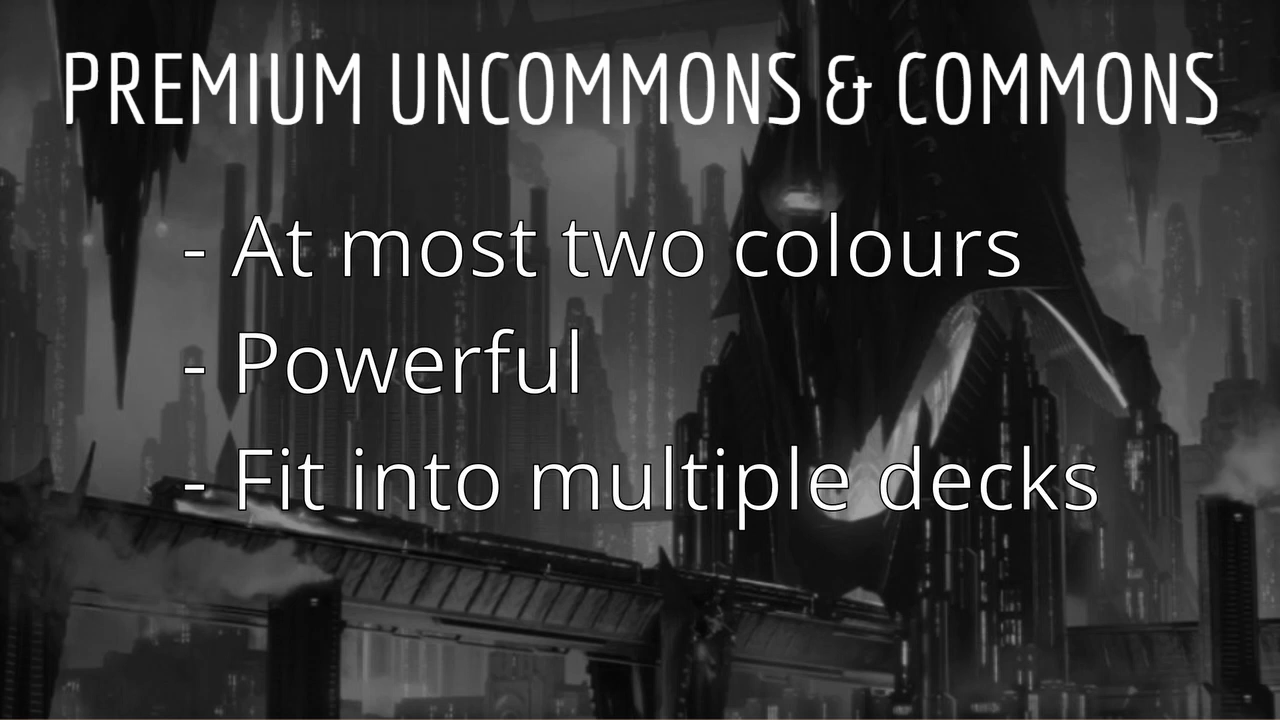 PREMIUM UNCOMMONS & COMMONS
- At most two colours
- Powerful
- Fit into multiple decks